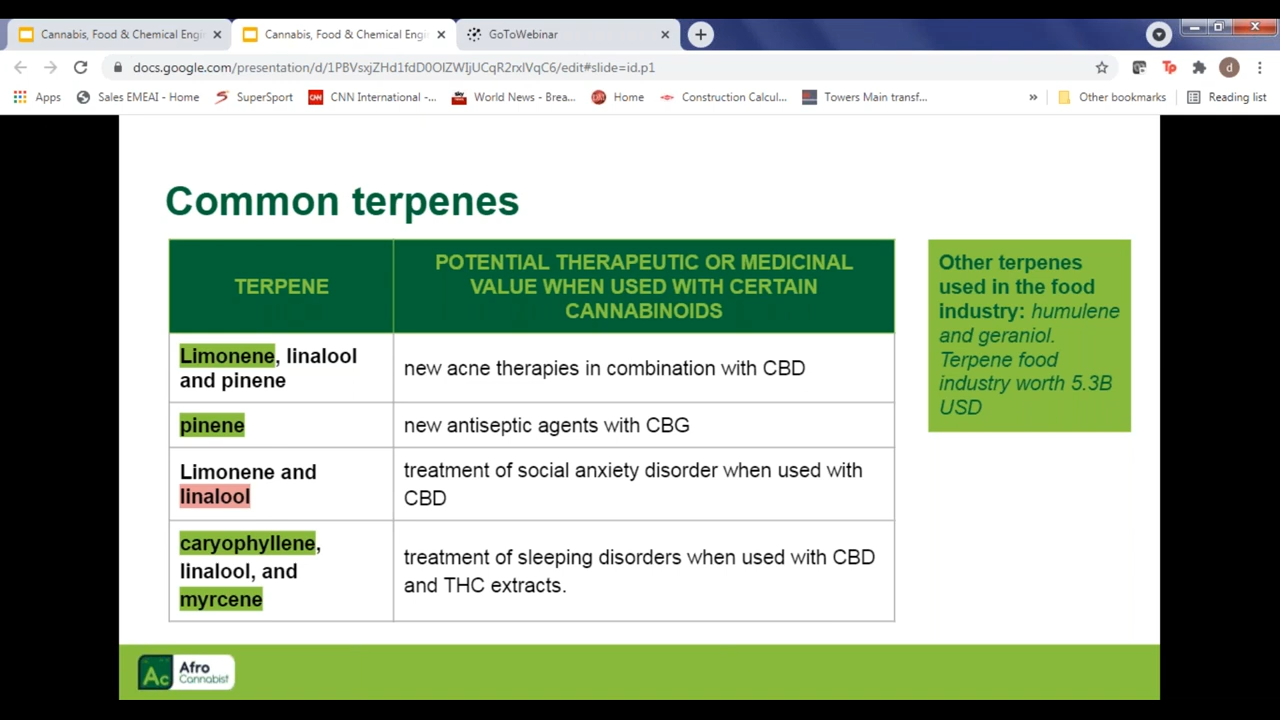 Cannabis, Food & Chemical Engi
Cannabis, Food & Chemical Engi
GoToWebinar
docs.google.com/presentation/d/1PBVsxjZHd1fdD0OlZWIjUCqR2rxlVqC6/edit#slide=id.p1
Tp
d
Apps
Sales EMEAI - Home
SuperSport
CNN
CNN International -...
World News - Brea...
Home
Construction Calcul...
Towers Main transf...
»
Other bookmarks
Reading list
Common terpenes
TERPENE
POTENTIAL THERAPEUTIC OR MEDICINAL
VALUE WHEN USED WITH CERTAIN
CANNABINOIDS
Limonene, linalool
and pinene
new acne therapies in combination with CBD
pinene
new antiseptic agents with CBG
Limonene and
linalool
treatment of social anxiety disorder when used with
CBD
caryophyllene,
linalool, and
myrcene
treatment of sleeping disorders when used with CBD
and THC extracts.
Other terpenes
used in the food
industry: humulene
and geraniol.
Terpene food
industry worth 5.3B
USD
Ac
Afro
Cannabist